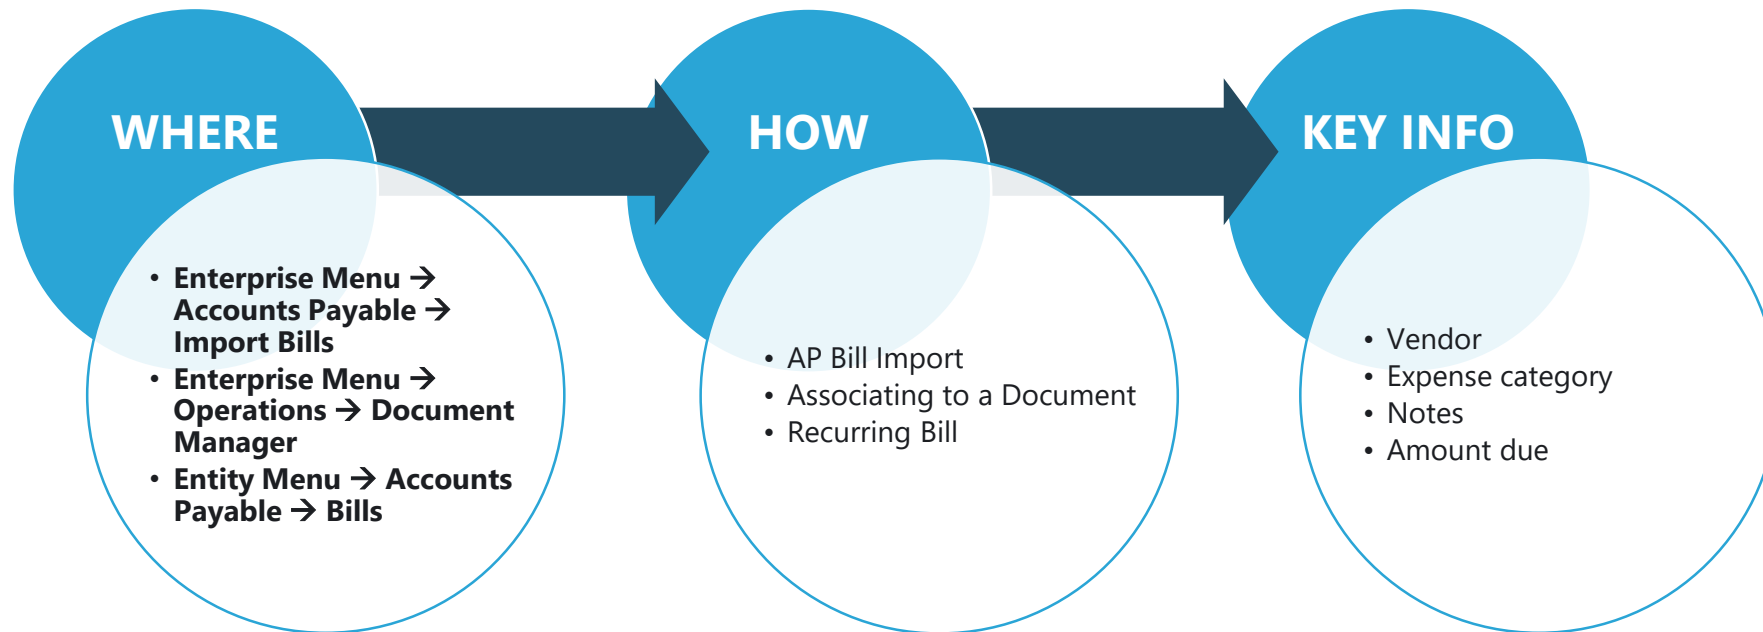 WHERE
• Enterprise Menu →
Accounts Payable →
Import Bills
• Enterprise Menu →
Operations → Document
Manager
• Entity Menu → Accounts
Payable → Bills
HOW
• AP Bill Import
• Associating to a Document
• Recurring Bill
KEY INFO
• Vendor
• Expense category
• Notes
• Amount due